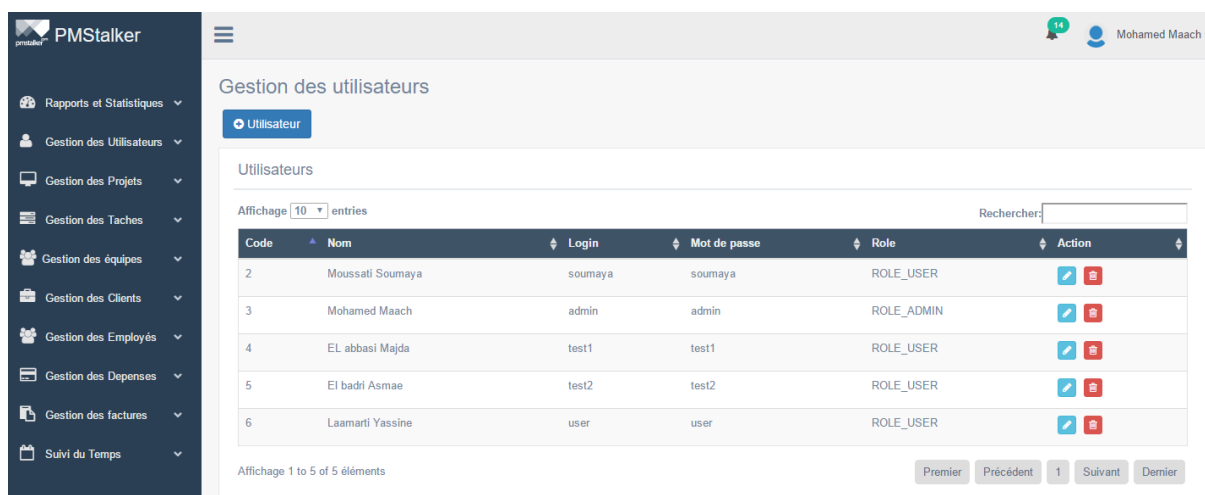 pmstalker PMStalker
14
Mohamed Maach
Rapports et Statistiques
Gestion des Utilisateurs
Gestion des Projets
Gestion des Taches
Gestion des équipes
Gestion des Clients
Gestion des Employés
Gestion des Depenses
Gestion des factures
Suivi du Temps
Gestion des utilisateurs
Utilisateur
Utilisateurs
Affichage 10 entries
Rechercher:
Code Nom Login Mot de passe Role Action
2 Moussati Soumaya soumaya soumaya ROLE_USER
3 Mohamed Maach admin admin ROLE_ADMIN
4 EL abbasi Majda test1 test1 ROLE_USER
5 El badri Asmae test2 test2 ROLE_USER
6 Laamarti Yassine user user ROLE_USER
Affichage 1 to 5 of 5 éléments
Premier Précédent 1 Suivant Dernier